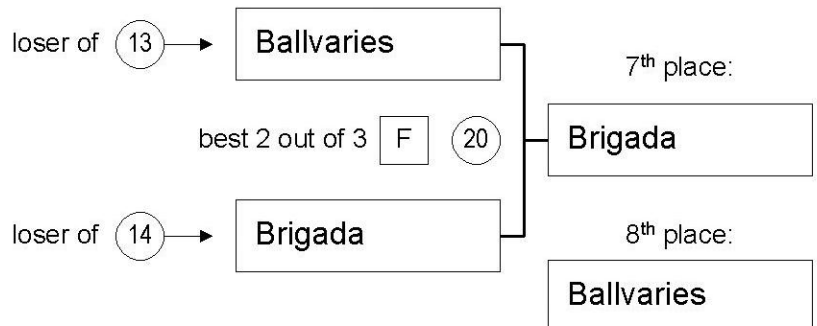 loser of 13 Ballvaries
7th place:
best 2 out of 3 F 20 Brigada
loser of 14 Brigada
8th place:
Ballvaries